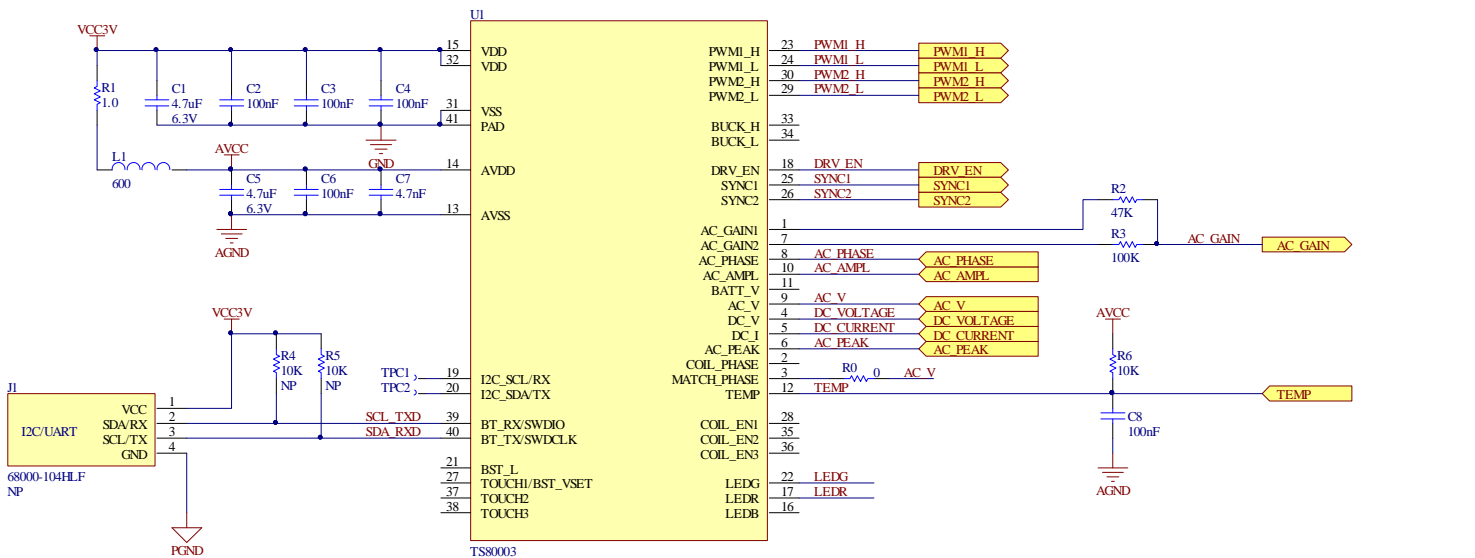 U1
VCC3V
15 VDD
32 VDD
31 VSS
41 PAD
14 AVDD
13 AVSS
R1
1.0
C1
4.7uF
6.3V
C2
100nF
C3
100nF
C4
100nF
GND
L1
600
AVCC
C5
4.7uF
6.3V
C6
100nF
C7
4.7nF
AGND
PWM1_H 23 PWM1_H PWM1_H
PWM1_L 24 PWM1_L PWM1_L
PWM2_H 30 PWM2_H PWM2_H
PWM2_L 29 PWM2_L PWM2_L
BUCK_H 33
BUCK_L 34
DRV_EN 18 DRV_EN DRV_EN
SYNC1 25 SYNC1 SYNC1
SYNC2 26 SYNC2 SYNC2
AC_GAIN1 1
AC_GAIN2 7
R2
47K
R3
100K
AC_GAIN AC_GAIN
AC_PHASE 8 AC_PHASE AC_PHASE
AC_AMPL 10 AC_AMPL AC_AMPL
BATT_V 11
AC_V 9 AC_V AC_V
DC_V 4 DC_VOLTAGE DC_VOLTAGE
DC_I 5 DC_CURRENT DC_CURRENT
AC_PEAK 6 AC_PEAK AC_PEAK
COIL_PHASE 2
MATCH_PHASE 3 R0 0 AC_V
TEMP 12 TEMP TEMP
AVCC
R6
10K
C8
100nF
AGND
COIL_EN1 28
COIL_EN2 35
COIL_EN3 36
LEDG 22 LEDG
LEDR 17 LEDR
LEDB 16
VCC3V
R4
10K
NP
R5
10K
NP
TPC1 19 I2C_SCL/RX
TPC2 20 I2C_SDA/TX
SCL_TXD 39 BT_RX/SWDIO
SDA_RXD 40 BT_TX/SWDCLK
21 BST_L
27 TOUCH1/BST_VSET
37 TOUCH2
38 TOUCH3
J1
I2C/UART
VCC 1
SDA/RX 2
SCL/TX 3
GND 4
68000-104HLF
NP
PGND
TS80003